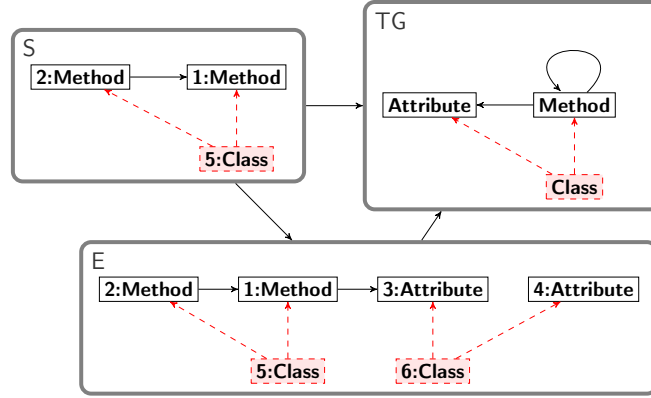 S
2:Method 1:Method
5:Class
TG
Attribute Method
Class
E
2:Method 1:Method 3:Attribute 4:Attribute
5:Class 6:Class